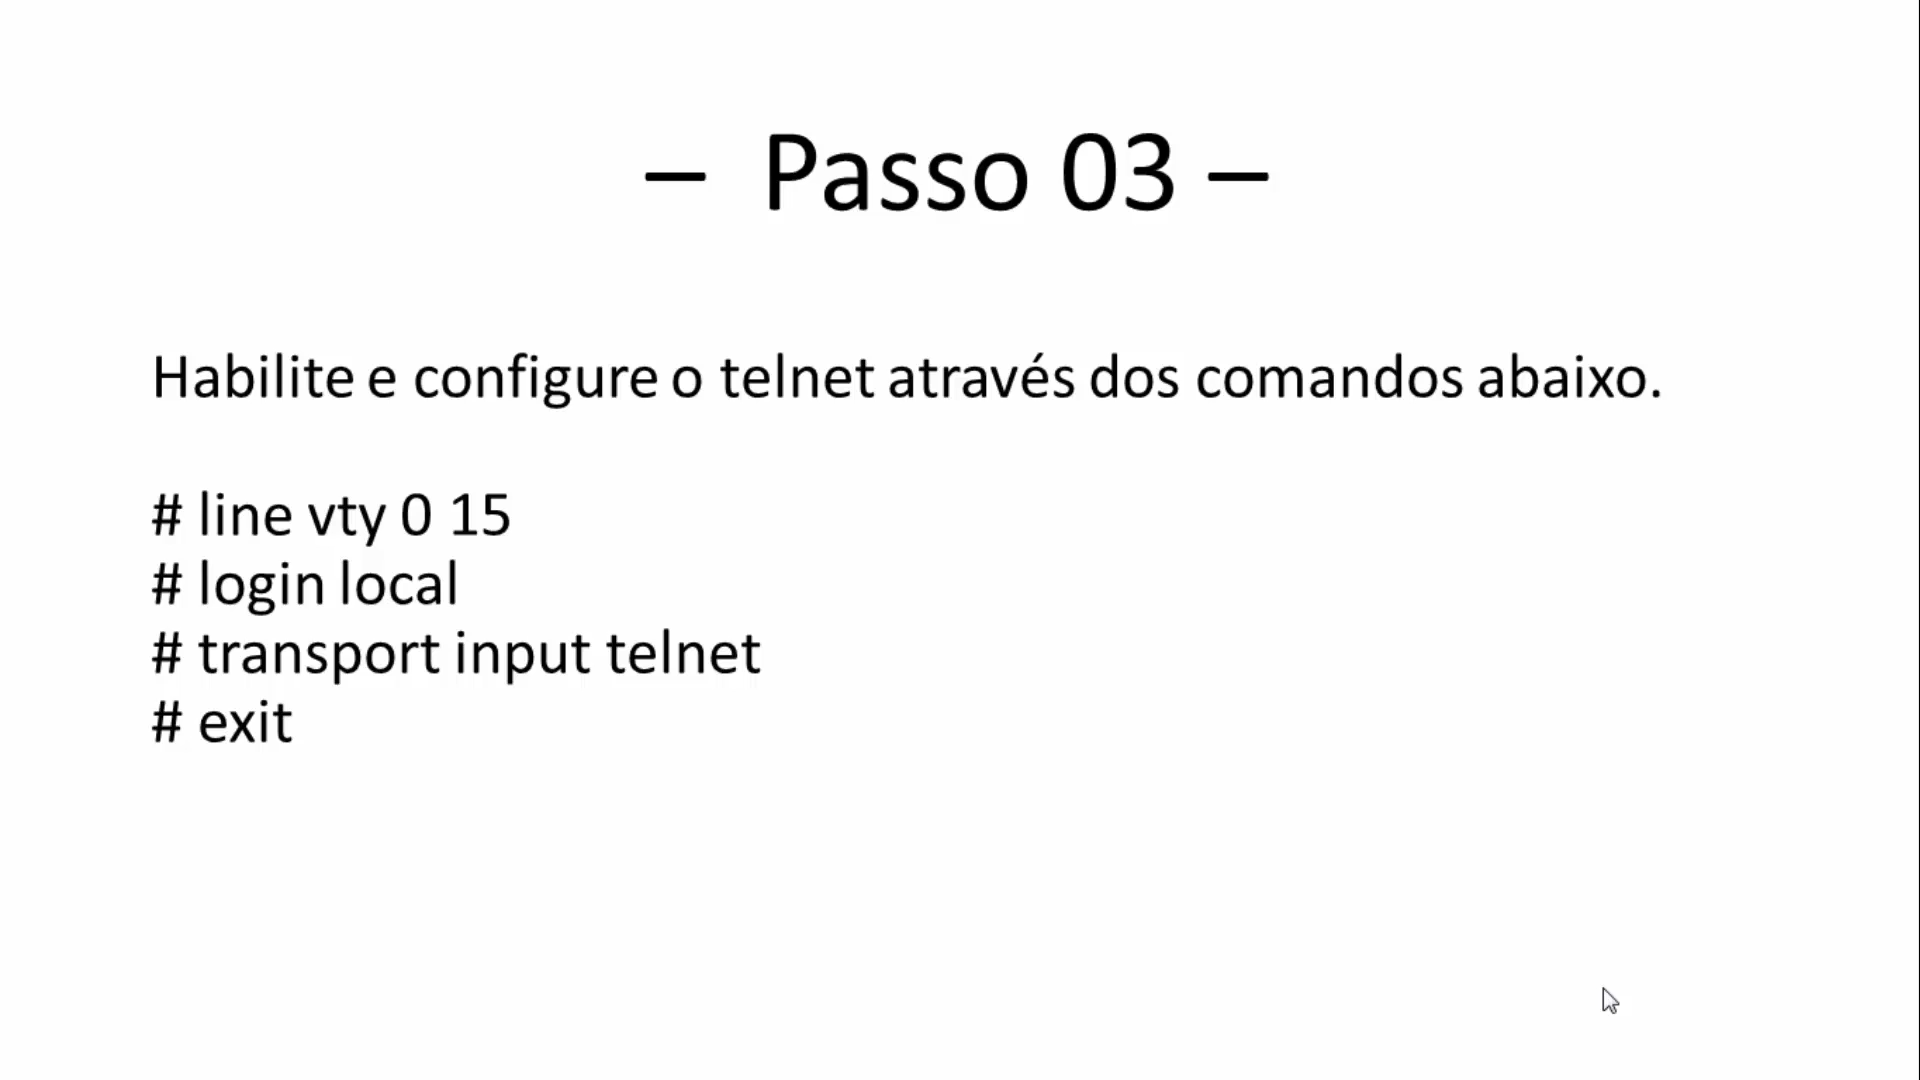 – Passo 03 –
Habilite e configure o telnet através dos comandos abaixo.
# line vty 0 15
# login local
# transport input telnet
# exit